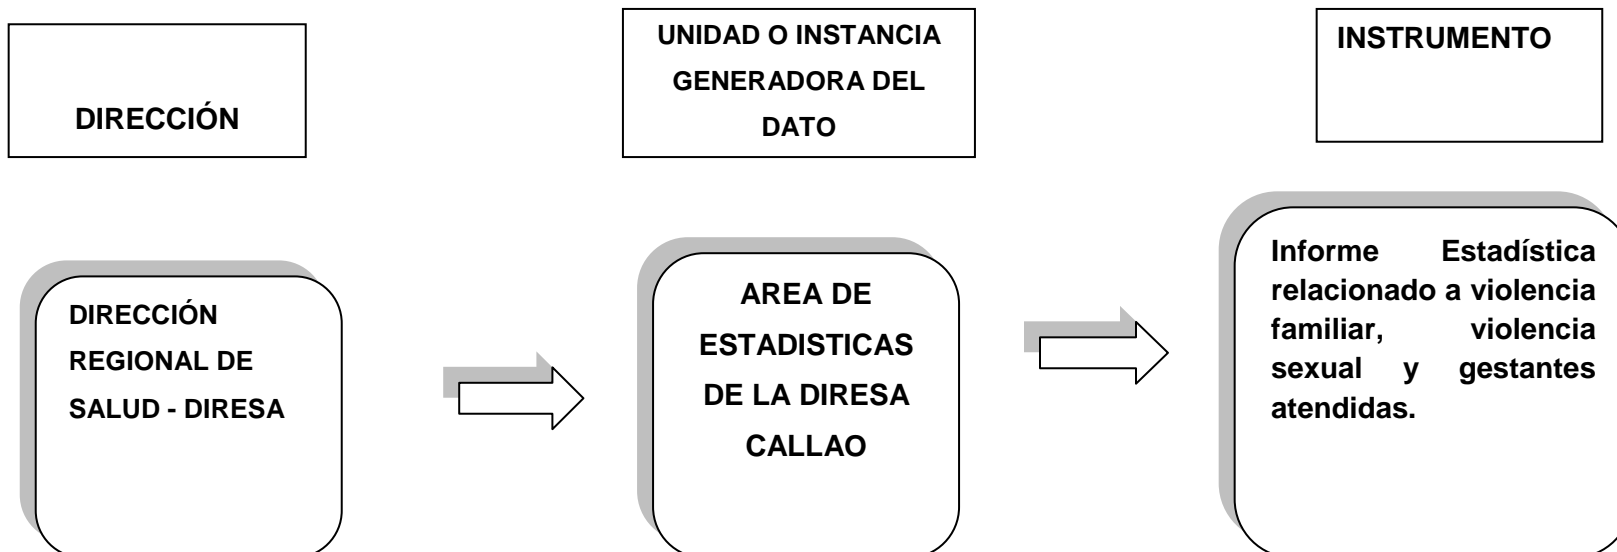 DIRECCIÓN
UNIDAD O INSTANCIA
GENERADORA DEL
DATO
INSTRUMENTO
DIRECCIÓN
REGIONAL DE
SALUD - DIRESA
AREA DE
ESTADISTICAS
DE LA DIRESA
CALLAO
Informe Estadística
relacionado a violencia
familiar, violencia
sexual y gestantes
atendidas.